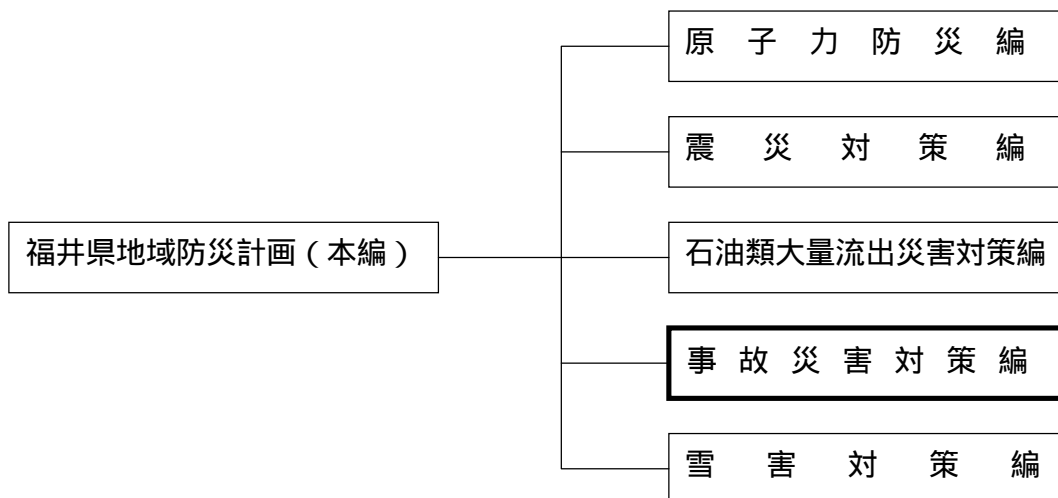 原子力防災編
震災対策編
福井県地域防災計画(本編)
石油類大量流出災害対策編
事故災害対策編
雪害対策編